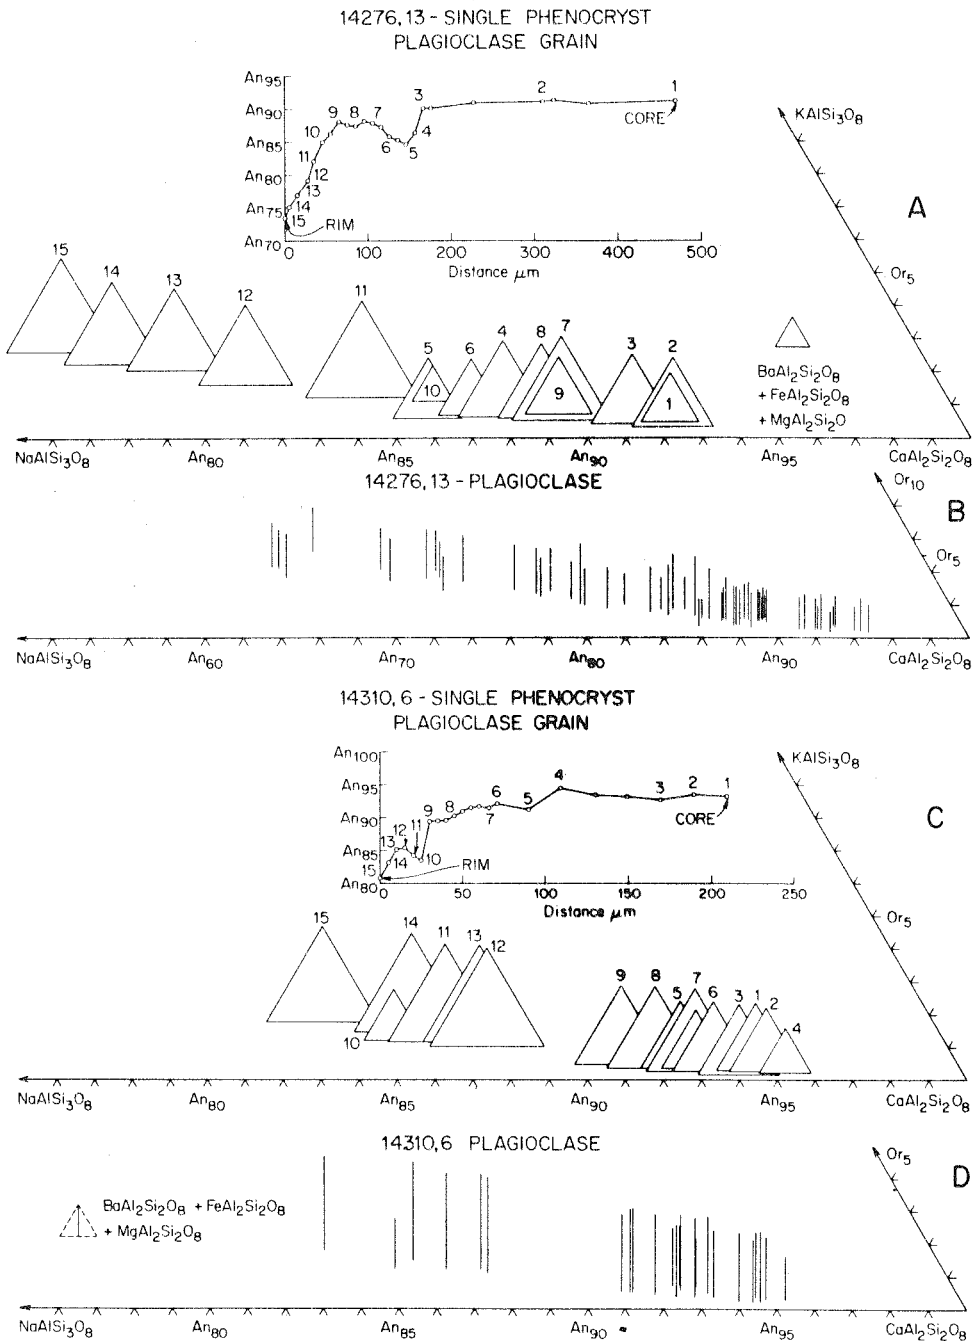 14276,13 - SINGLE PHENOCRYST
PLAGIOCLASE GRAIN
An95
An90
An85
An80
An75
An70
1
2
3
4
5
6
7
8
9
10
11
12
13
14
15
CORE
RIM
0 100 200 300 400 500
Distance μm
KAlSi3O8
A
Or5
15
14
13
12
11
5
10
6
4
8
7
9
3
2
1
BaAl2Si2O8
+ FeAl2Si2O8
+ MgAl2Si2O
NaAlSi3O8 An80 An85 An90 An95 CaAl2Si2O8
14276,13 - PLAGIOCLASE
Or10
B
Or5
NaAlSi3O8 An60 An70 An80 An90 CaAl2Si2O8
14310,6 - SINGLE PHENOCRYST
PLAGIOCLASE GRAIN
An100
An95
An90
An85
An80
1
2
3
4
5
6
7
8
9
10
11
12
13
14
15
CORE
RIM
0 50 100 150 200 250
Distance μm
KAlSi3O8
C
Or5
15
14
11
13
12
10
9
8
5
7
6
3
1
2
4
NaAlSi3O8 An80 An85 An90 An95 CaAl2Si2O8
14310,6 PLAGIOCLASE
Or5
D
BaAl2Si2O8 + FeAl2Si2O8
+ MgAl2Si2O8
NaAlSi3O8 An80 An85 An90 An95 CaAl2Si2O8